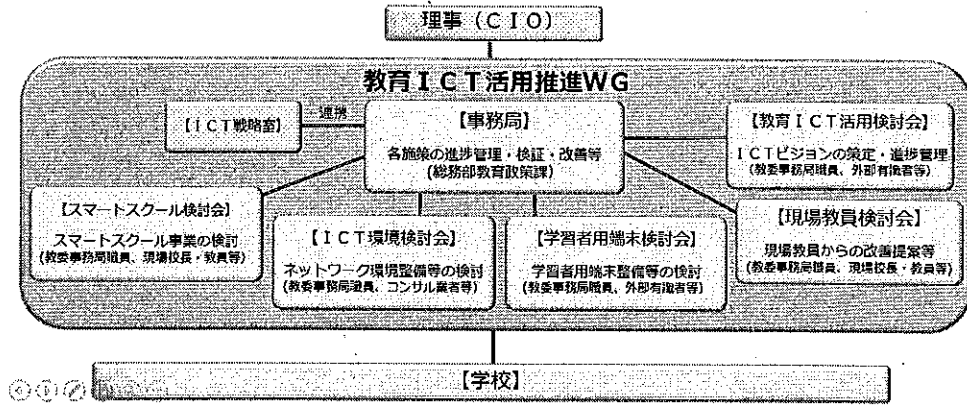 理事(CIO)
教育ICT活用推進WG
【ICT戦略室】
連携
【事務局】
各施策の進捗管理・検証・改善等
(総務部教育政策課)
【教育ICT活用検討会】
ICTビジョンの策定・進捗管理
(教委事務局職員、外部有識者等)
【スマートスクール検討会】
スマートスクール事業の検討
(教委事務局職員、現場校長・教員等)
【ICT環境検討会】
ネットワーク環境整備等の検討
(教委事務局職員、コンサル業者等)
【学習者用端末検討会】
学習者用端末整備等の検討
(教委事務局職員、外部有識者等)
【現場教員検討会】
現場教員からの改善提案等
(教委事務局職員、現場校長・教員等)
【学校】